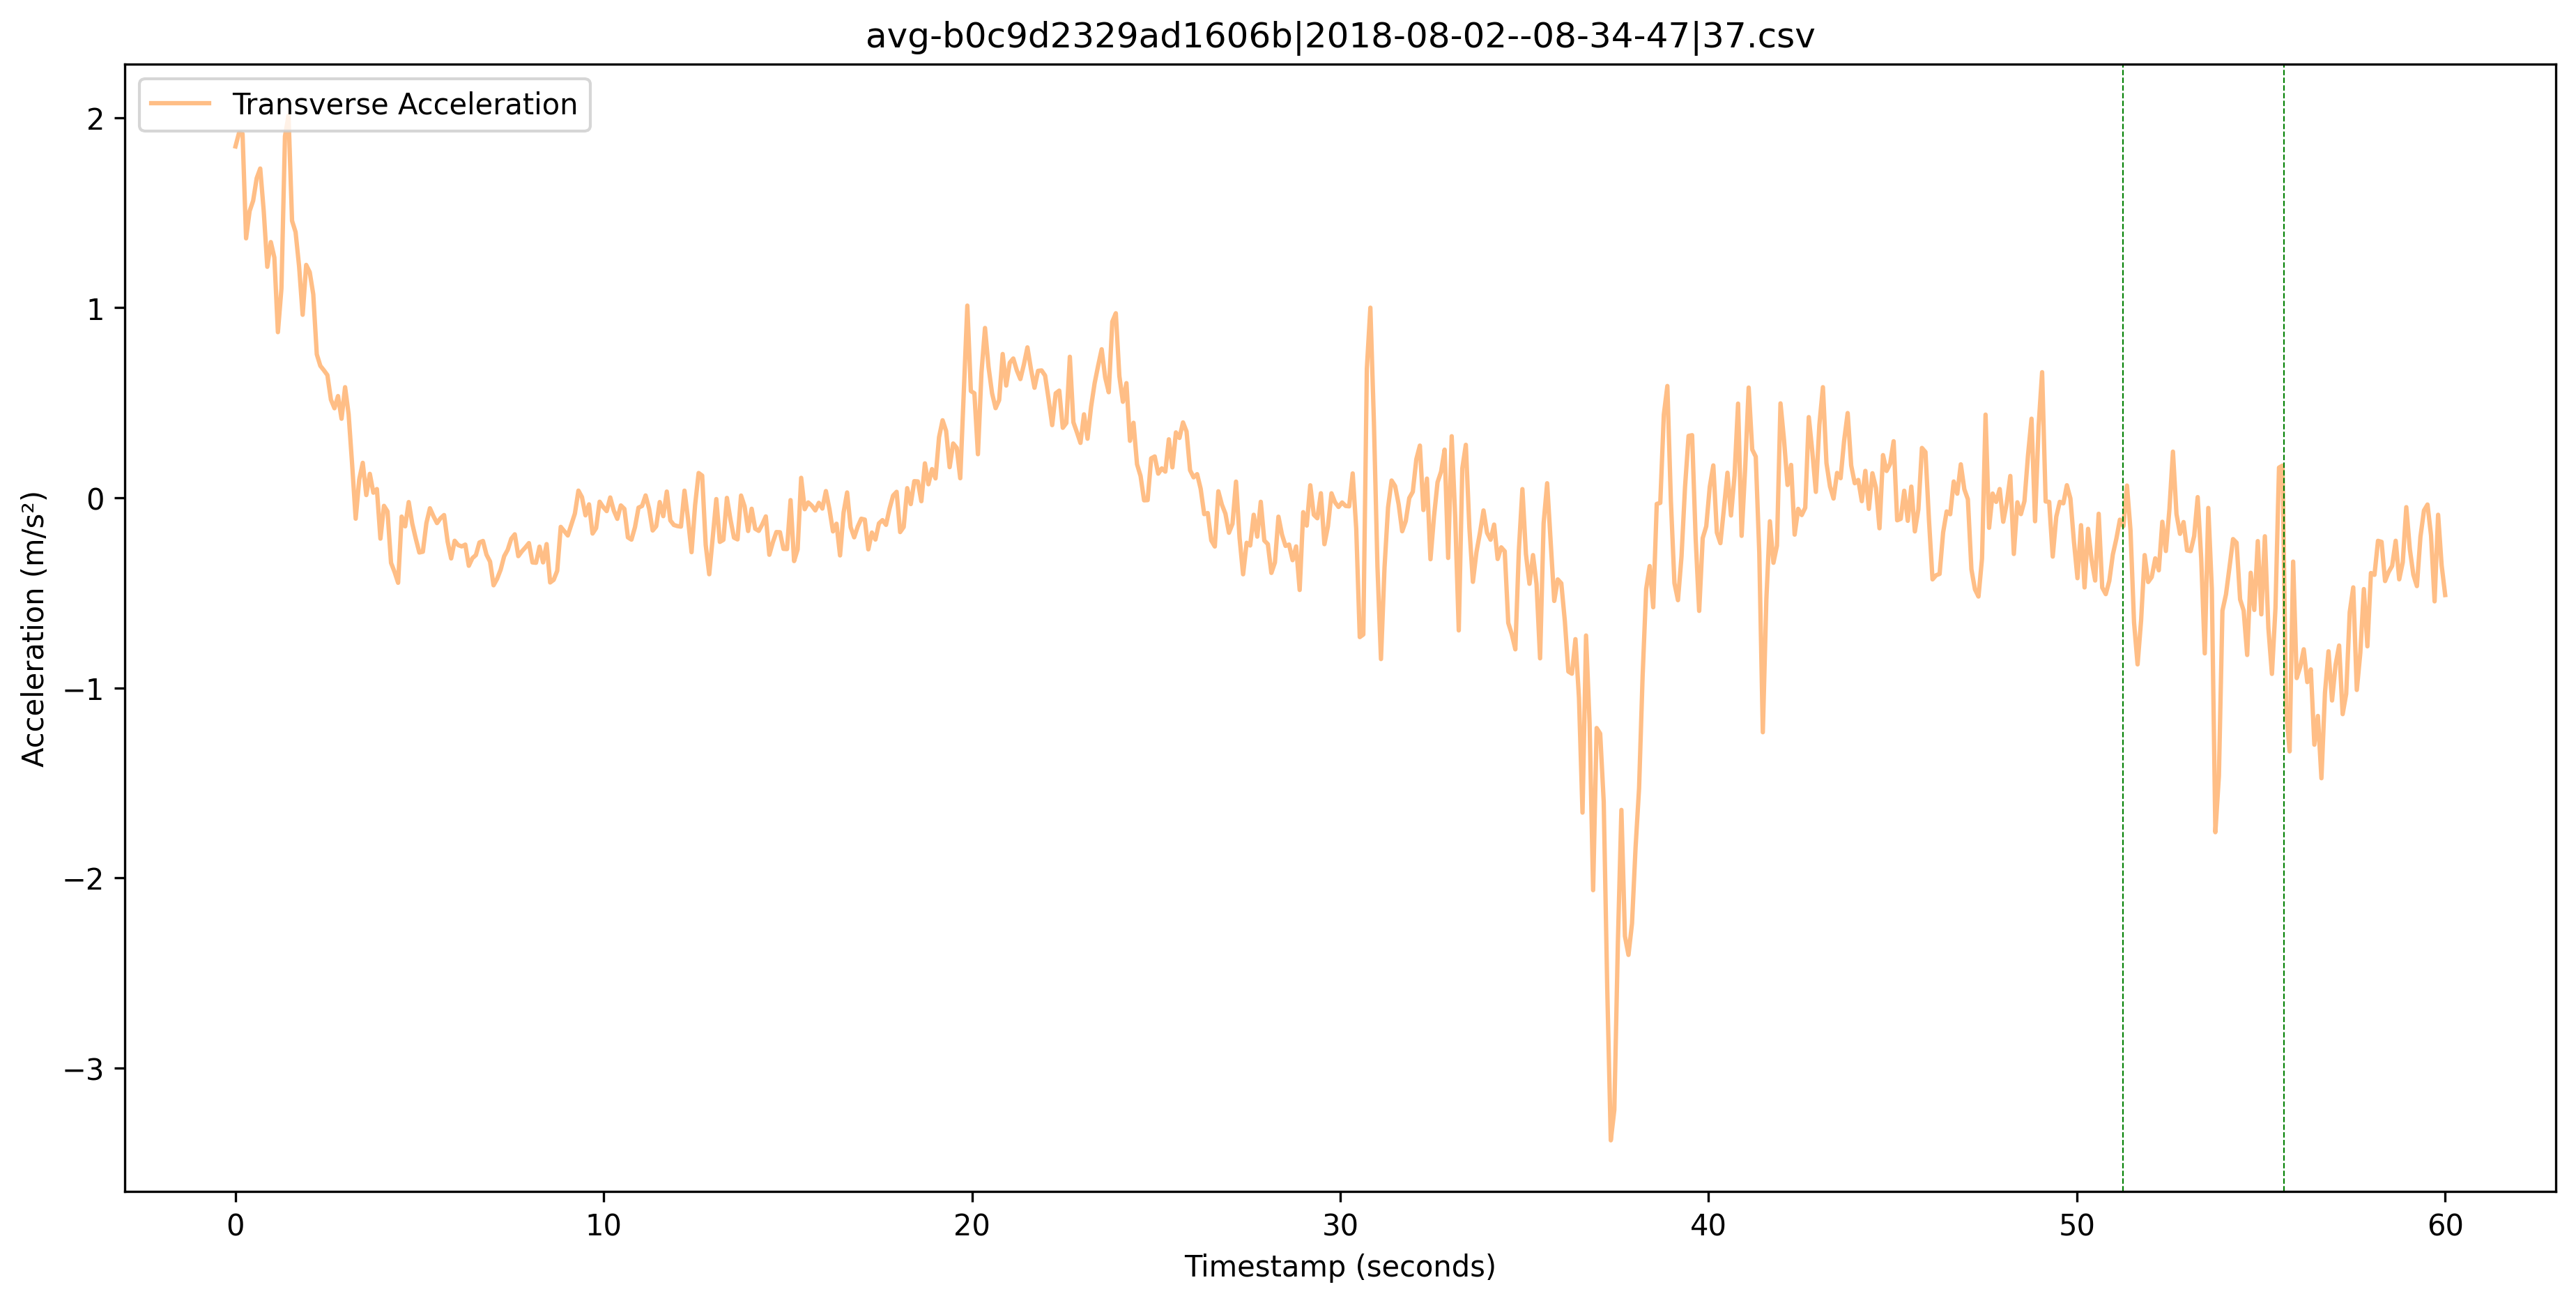 avg-b0c9d2329ad1606b|2018-08-02--08-34-47|37.csv
Transverse Acceleration
2
1
0
−1
−2
−3
Acceleration (m/s²)
0 10 20 30 40 50 60
Timestamp (seconds)